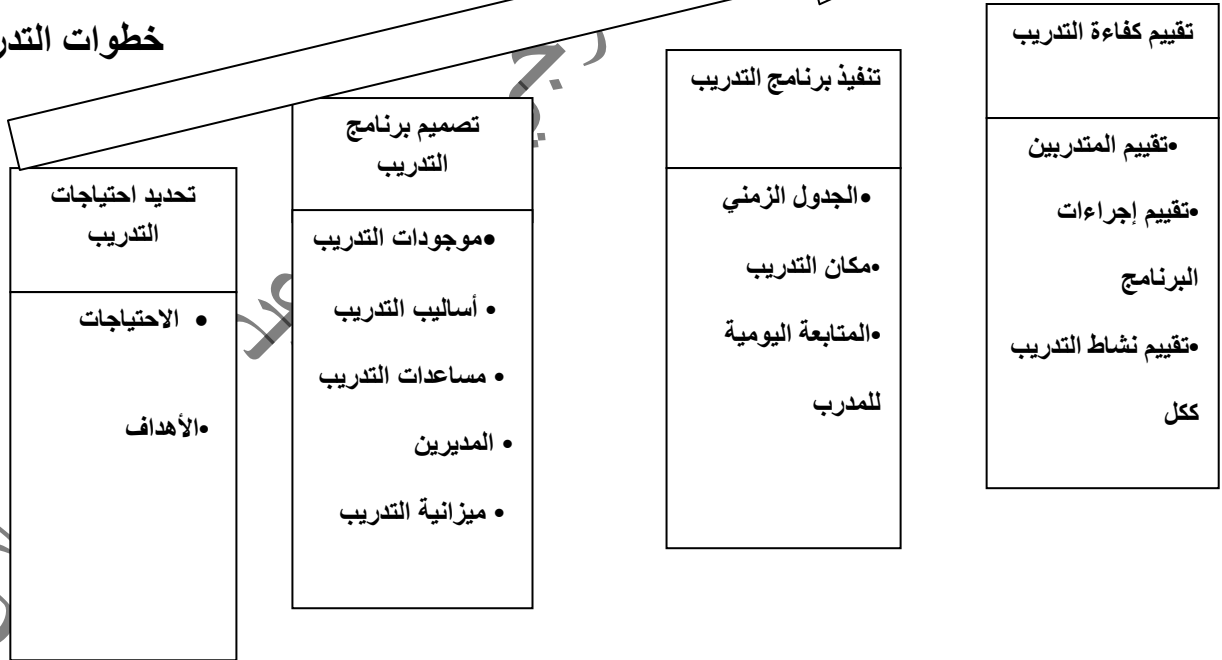 خطوات
تحديد احتياجات
التدريب
• الاحتياجات
•الأهداف
تصميم برنامج
التدريب
•موجودات التدريب
• أساليب التدريب
• مساعدات التدريب
• المديرين
• ميزانية التدريب
تنفيذ برنامج التدريب
•الجدول الزمني
•مكان التدريب
•المتابعة اليومية
للمدرب
تقييم كفاءة التدريب
•تقييم المتدربين
•تقييم إجراءات
البرنامج
•تقييم نشاط التدريب
ككل